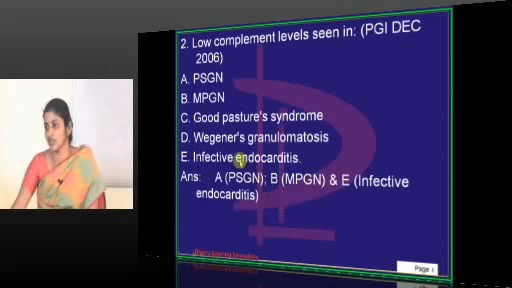 2. Low complement levels seen in: (PGI DEC
2006)
A. PSGN
B. MPGN
C. Good pasture's syndrome
D. Wegener's granulomatosis
E. Infective endocarditis.
Ans: A (PSGN); B (MPGN) & E (Infective
endocarditis)
Page